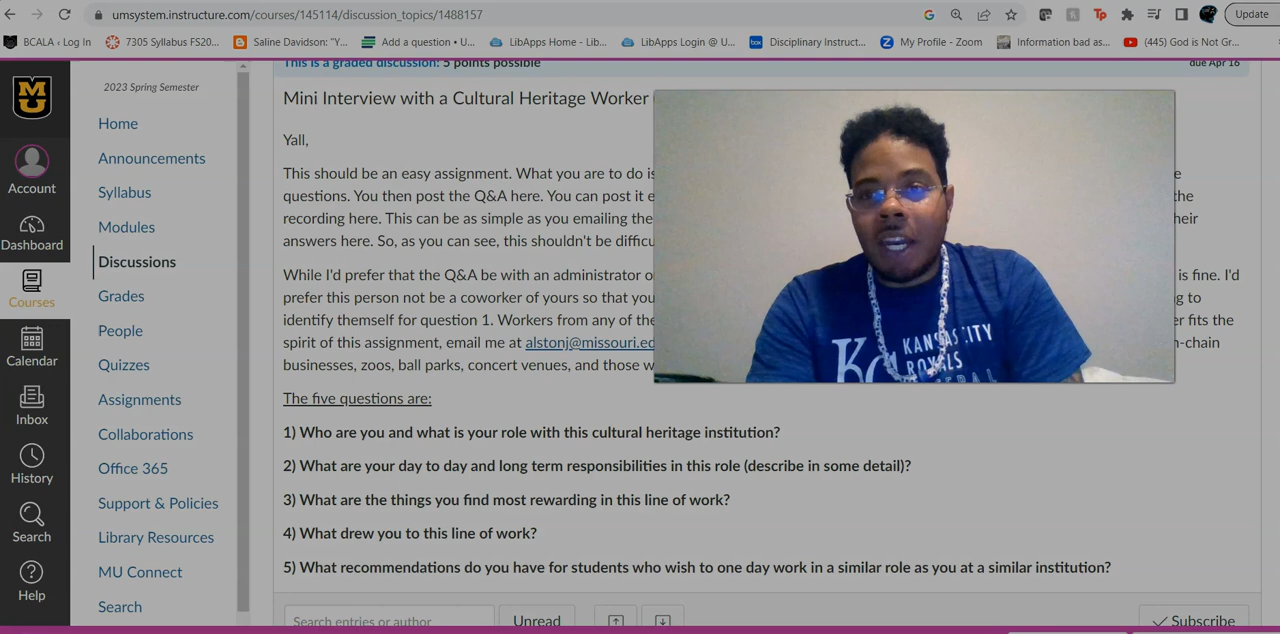 umsystem.instructure.com/courses/145114/discussion_topics/1488157
Update
BCALA ‹ Log In
7305 Syllabus FS20...
Saline Davidson: "Y...
Add a question • U...
LibApps Home - Lib...
LibApps Login @ U...
box
Disciplinary Instruct...
My Profile - Zoom
Information bad as...
(445) God is Not Gr...
This is a graded discussion: 5 points possible
due Apr 16
MU
Account
Dashboard
Courses
Calendar
Inbox
History
Search
Help
2023 Spring Semester
Home
Announcements
Syllabus
Modules
Discussions
Grades
People
Quizzes
Assignments
Collaborations
Office 365
Support & Policies
Library Resources
MU Connect
Search
Mini Interview with a Cultural Heritage Worker
Yall,
This should be an easy assignment. What you are to do is
questions. You then post the Q&A here. You can post it e the
recording here. This can be as simple as you emailing the heir
answers here. So, as you can see, this shouldn't be difficu
While I'd prefer that the Q&A be with an administrator o is fine. I'd
prefer this person not be a coworker of yours so that you g to
identify themself for question 1. Workers from any of the er fits the
spirit of this assignment, email me at alstonj@missouri.ed n-chain
businesses, zoos, ball parks, concert venues, and those w
KANSAS CITY
ROYALS
KC
The five questions are:
1) Who are you and what is your role with this cultural heritage institution?
2) What are your day to day and long term responsibilities in this role (describe in some detail)?
3) What are the things you find most rewarding in this line of work?
4) What drew you to this line of work?
5) What recommendations do you have for students who wish to one day work in a similar role as you at a similar institution?
Search entries or author
Unread
Subscribe